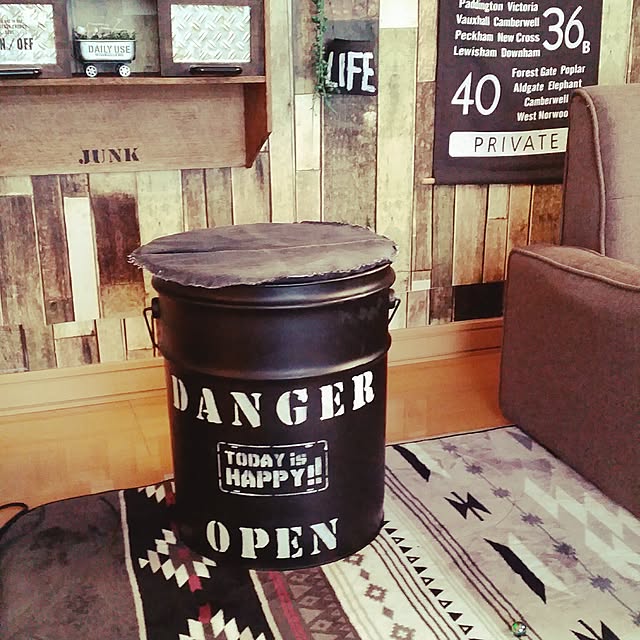 N./OFF
DAILY USE
JUNK
LIFE
Paddington Victoria
Vauxhall Camberwell
Peckham New Cross
Lewisham Downham
36B
40
Forest Gate Poplar
Aldgate Elephant
Camberwell
West Norwoo
PRIVATE
DANGER
TODAY is
HAPPY!!
OPEN